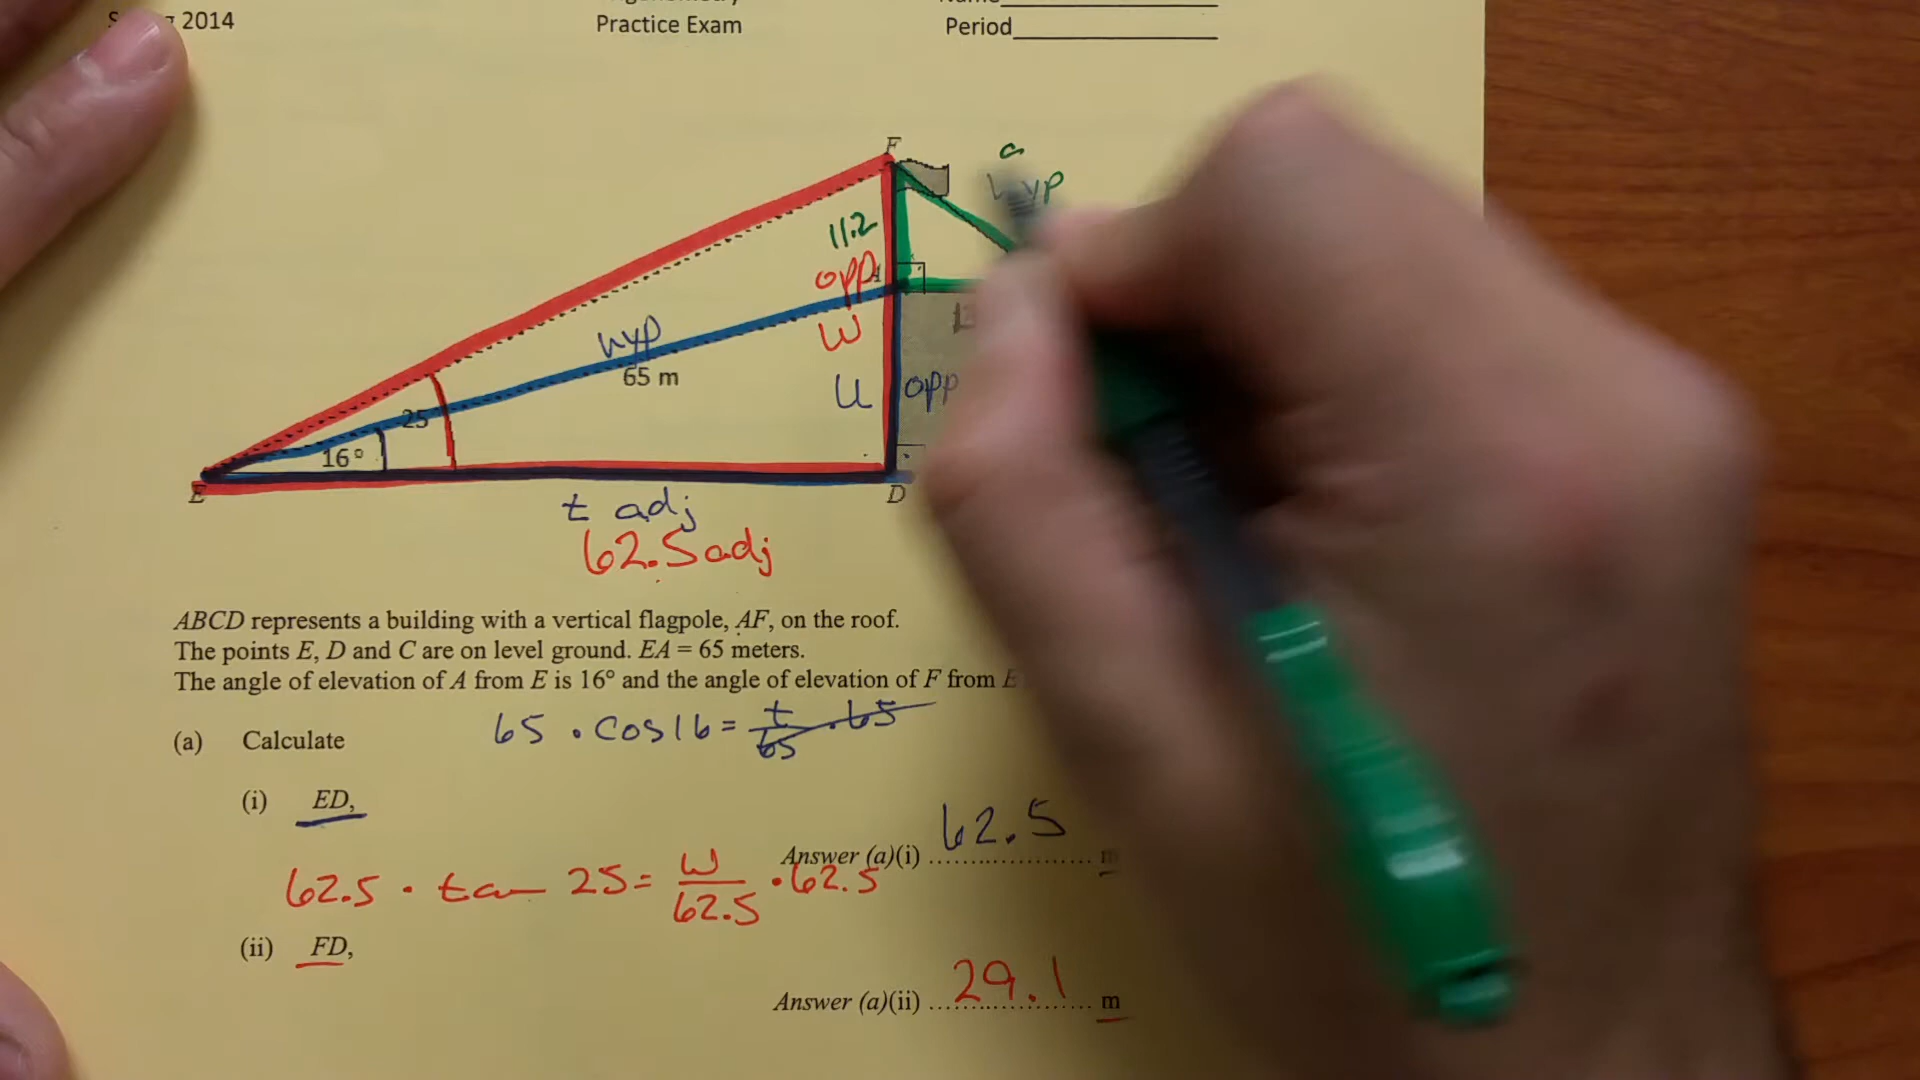 2014
Practice Exam
Period
F
hyp
11.2
opp
A
w
hyp
65 m
u
opp
25
16°
E
D
t adj
62.5 adj
ABCD represents a building with a vertical flagpole, AF, on the roof.
The points E, D and C are on level ground. EA = 65 meters.
The angle of elevation of A from E is 16° and the angle of elevation of F from E
65 · cos 16 = t/65 · 65
(a) Calculate
(i) ED,
62.5
Answer (a)(i) ........................ m
62.5 · tan 25 = w/62.5 · 62.5
(ii) FD,
29.1
Answer (a)(ii) ........................ m